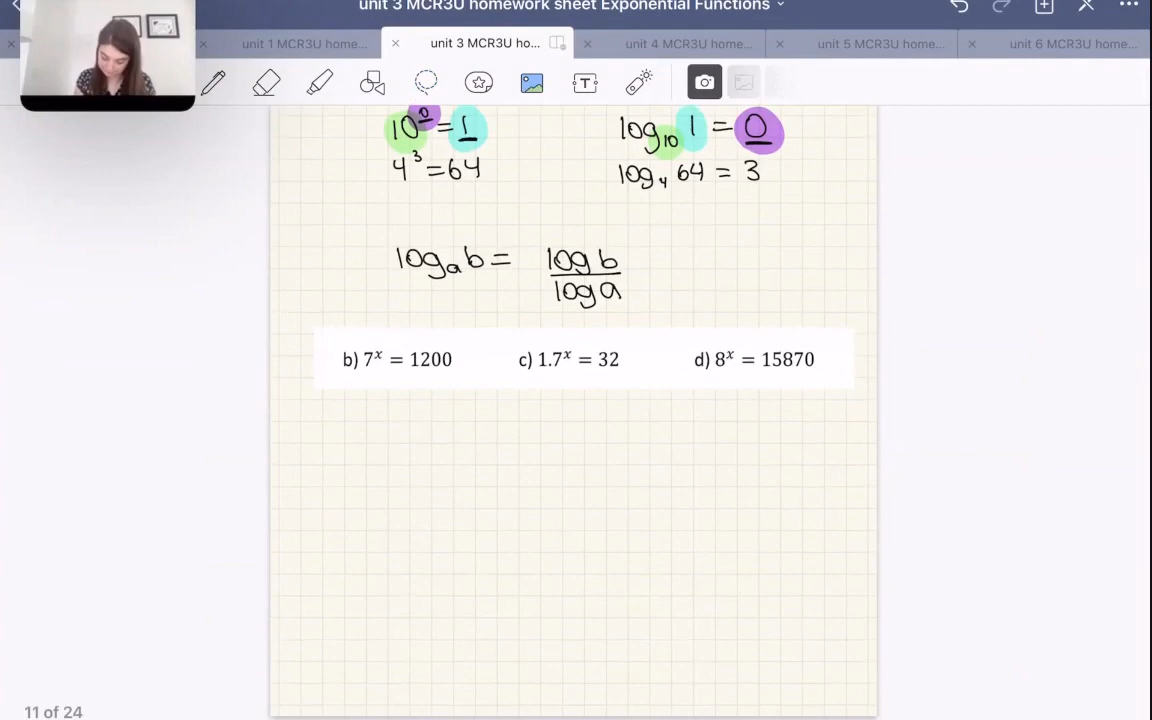 unit 3 MCR3U homework sheet Exponential Functions
unit 1 MCR3U home...
unit 3 MCR3U ho...
unit 4 MCR3U home...
unit 5 MCR3U home...
unit 6 MCR3U home...
10⁰ = 1
log₁₀ 1 = 0
4³ = 64
log₄ 64 = 3
logₐ b = log b / log a
b) 7ˣ = 1200 c) 1.7ˣ = 32 d) 8ˣ = 15870
11 of 24